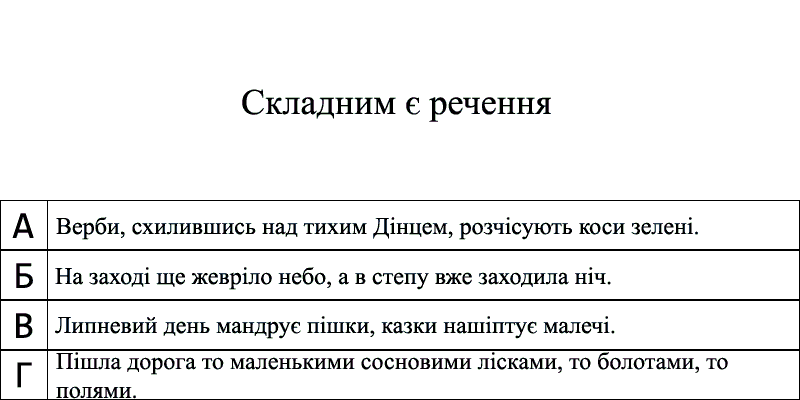 Складним є речення
А Верби, схилившись над тихим Дінцем, розчісують коси зелені.
Б На заході ще жевріло небо, а в степу вже заходила ніч.
В Липневий день мандрує пішки, казки нашіптує малечі.
Г Пішла дорога то маленькими сосновими лісками, то болотами, то
полями.